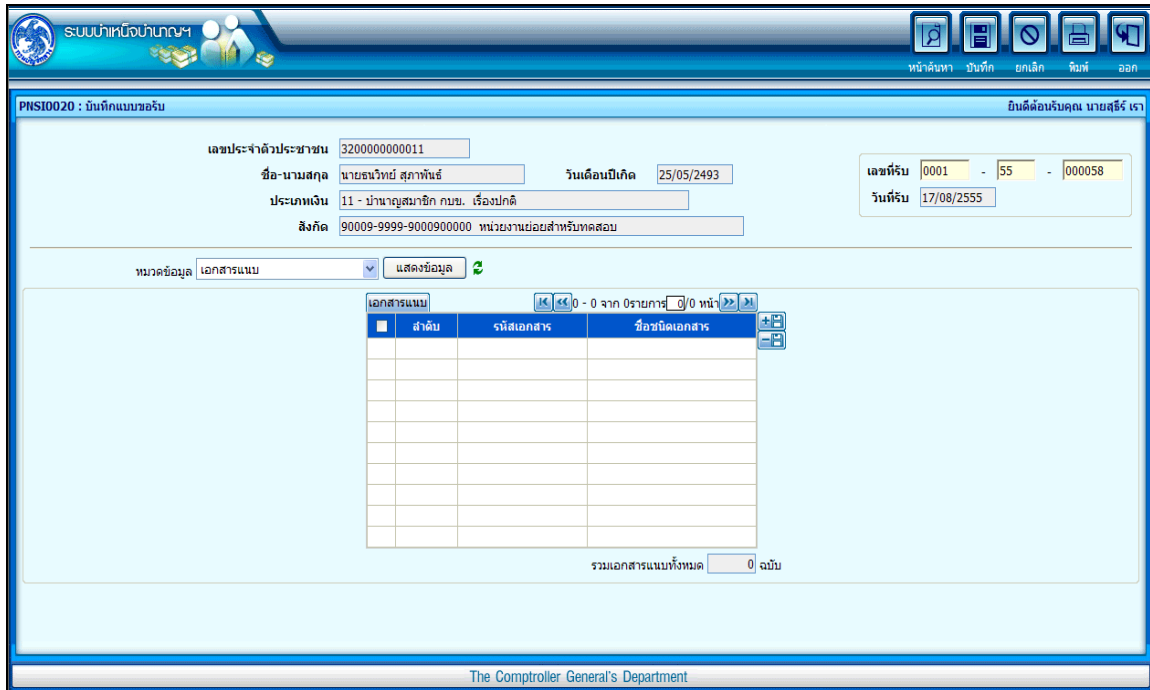 ระบบบำเหน็จบำนาญฯ
หน้าค้นหา บันทึก ยกเลิก พิมพ์ ออก
PNSI0020 : บันทึกแบบขอรับ ยินดีต้อนรับคุณ นายสุธีร์ เรา
เลขประจำตัวประชาชน 3200000000011
ชื่อ-นามสกุล นายธนวิทย์ สุภาพันธ์ วันเดือนปีเกิด 25/05/2493 เลขที่รับ 0001 - 55 - 000058
ประเภทเงิน 11 - บำนาญสมาชิก กบข. เรื่องปกติ วันที่รับ 17/08/2555
สังกัด 90009-9999-9000900000 หน่วยงานย่อยสำหรับทดสอบ
หมวดข้อมูล เอกสารแนบ แสดงข้อมูล
เอกสารแนบ 0 - 0 จาก 0รายการ 0/0 หน้า
ลำดับ รหัสเอกสาร ชื่อชนิดเอกสาร
รวมเอกสารแนบทั้งหมด 0 ฉบับ
The Comptroller General's Department